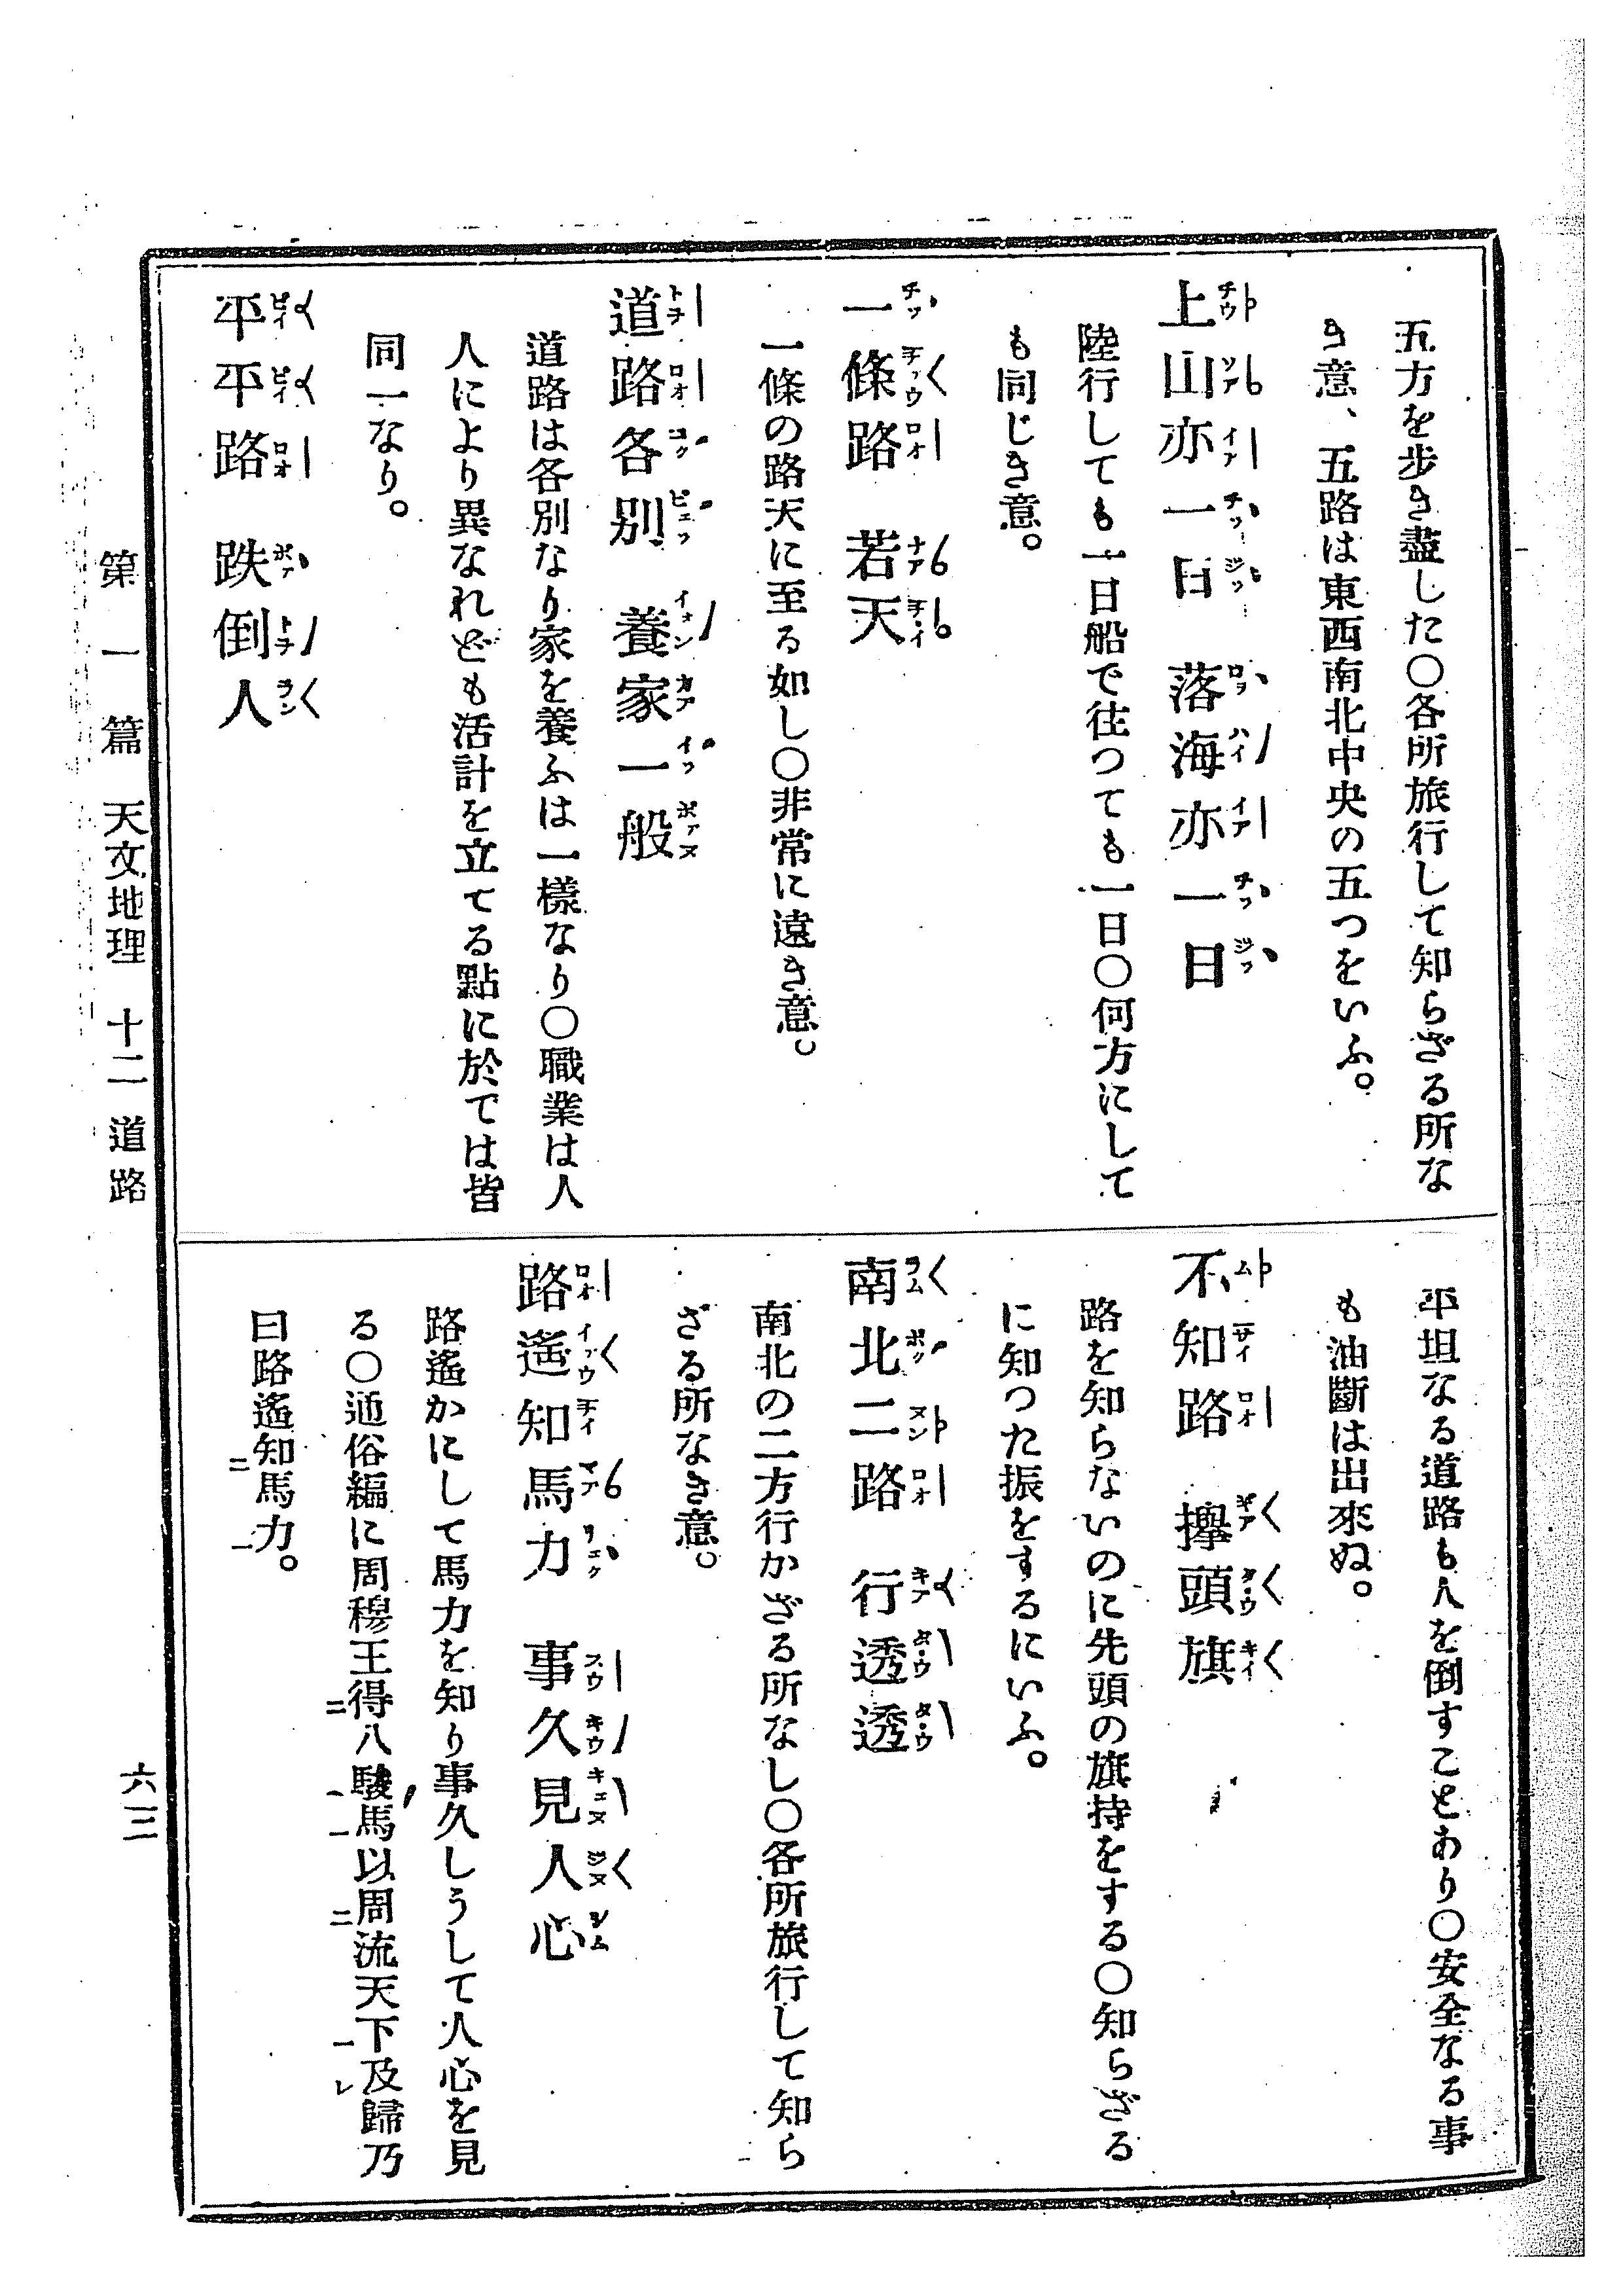 五方を歩き盡した〇各所旅行して知らざる所な
き意、五路は東西南北中央の五つをいふ。
上山亦一日　落海亦一日
陸行しても一日船で往つても一日〇何方にして
も同じき意。
一條路　若天
一條の路天に至る如し〇非常に遠き意。
道路各別　養家一般
道路は各別なり家を養ふは一樣なり〇職業は人
人により異なれども活計を立てる點に於ては皆
同一なり。
平平路　跌倒人
平坦なる道路も人を倒すことあり〇安全なる事
も油斷は出來ぬ。
不知路　攑頭旗
路を知らないのに先頭の旗持をする〇知らざる
に知つた振をするにいふ。
南北二路　行透透
南北の二方行かざる所なし〇各所旅行して知ら
ざる所なき意。
路遙知馬力　事久見人心
路遙かにして馬力を知り事久しうして人心を見
る〇通俗編に周穆王得八駿馬以周流天下及歸乃
曰路遙知馬力。
第一篇　天文地理　十二　道路
六三